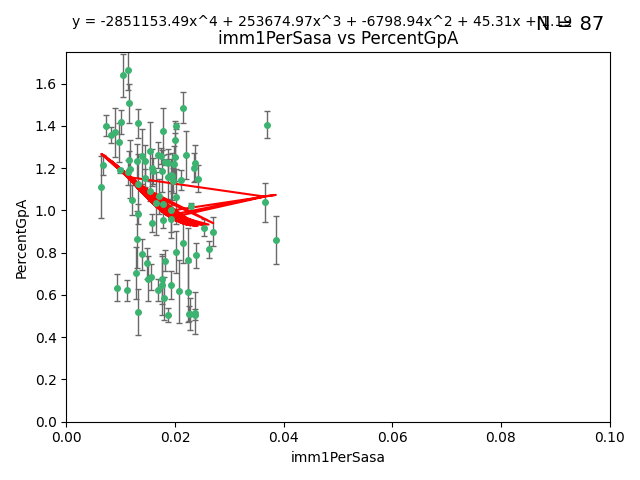 y = -2851153.49x^4 + 253674.97x^3 + -6798.94x^2 + 45.31x + 1.19
N = 87
imm1PerSasa vs PercentGpA
PercentGpA
1.6
1.4
1.2
1.0
0.8
0.6
0.4
0.2
0.0
0.00 0.02 0.04 0.06 0.08 0.10
imm1PerSasa